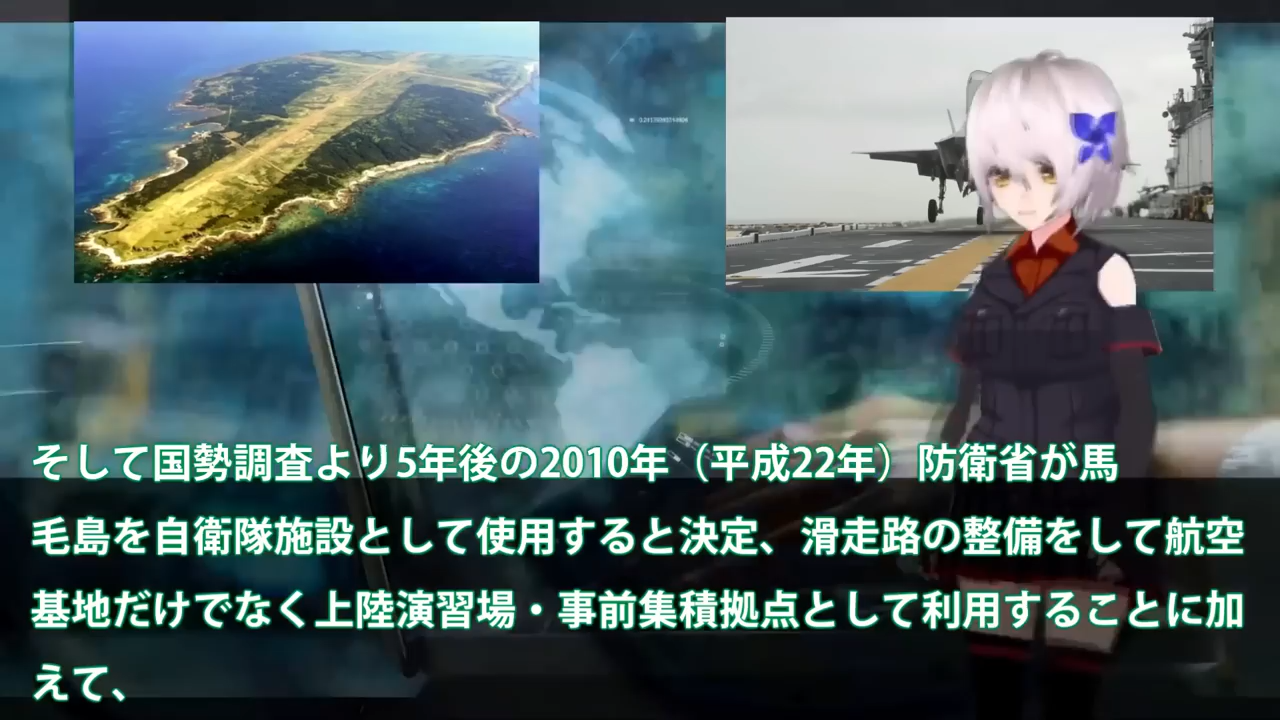 そして国勢調査より5年後の2010年（平成22年）防衛省が馬
毛島を自衛隊施設として使用すると決定、滑走路の整備をして航空
基地だけでなく上陸演習場・事前集積拠点として利用することに加
えて、